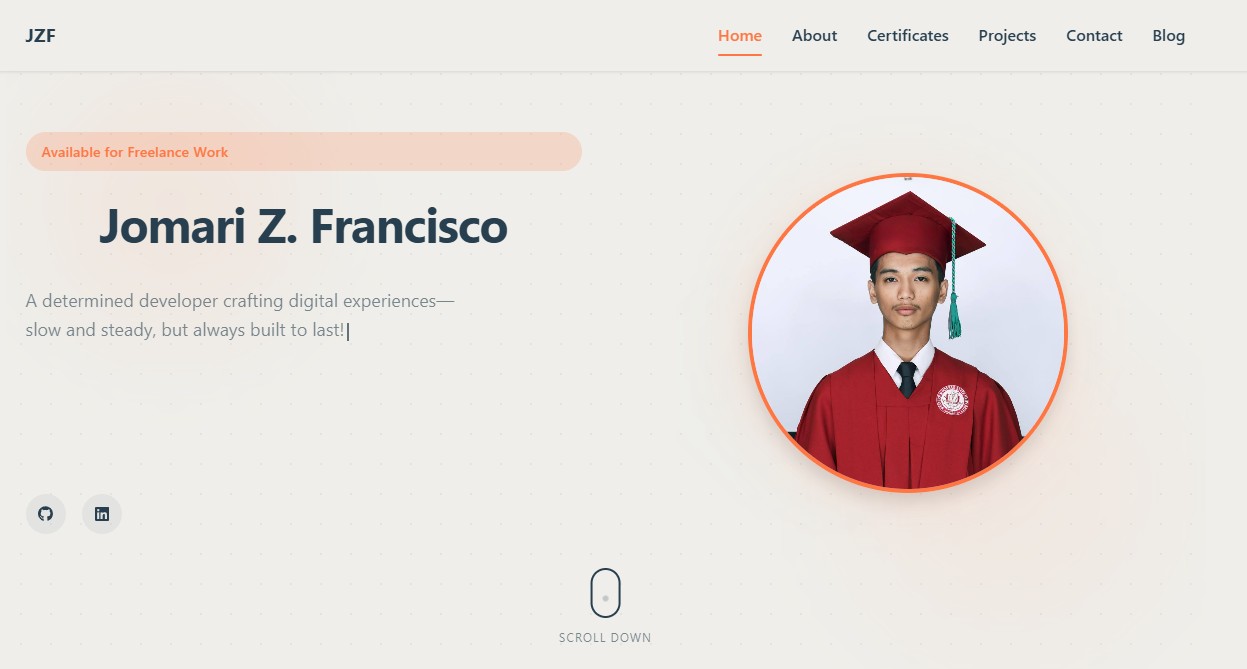 JZF
Home About Certificates Projects Contact Blog
Available for Freelance Work
Jomari Z. Francisco
A determined developer crafting digital experiences—
slow and steady, but always built to last!
SCROLL DOWN